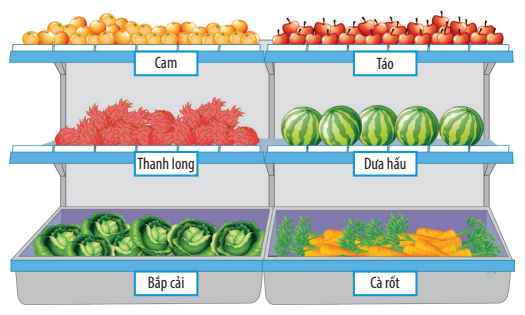 Cam
Táo
Thanh long
Dưa hấu
Bắp cải
Cà rốt